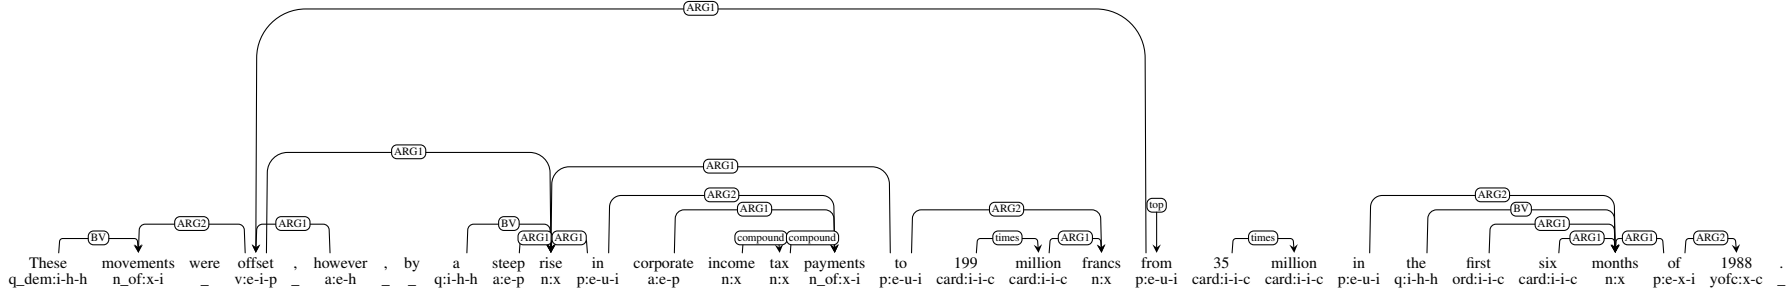 ARG1
ARG1
ARG1
ARG2 ARG2
ARG1 ARG2 BV top
ARG2 ARG1 BV ARG1
BV ARG1 ARG1 compound compound times ARG1 times ARG1 ARG1 ARG2
These movements were offset , however , by a steep rise in corporate income tax payments to 199 million francs from 35 million in the first six months of 1988 .
q_dem:i-h-h n_of:x-i _ v:e-i-p _ a:e-h _ _ q:i-h-h a:e-p n:x p:e-u-i a:e-p n:x n:x n_of:x-i p:e-u-i card:i-i-c card:i-i-c n:x p:e-u-i card:i-i-c card:i-i-c p:e-u-i q:i-h-h ord:i-i-c card:i-i-c n:x p:e-x-i yofc:x-c _